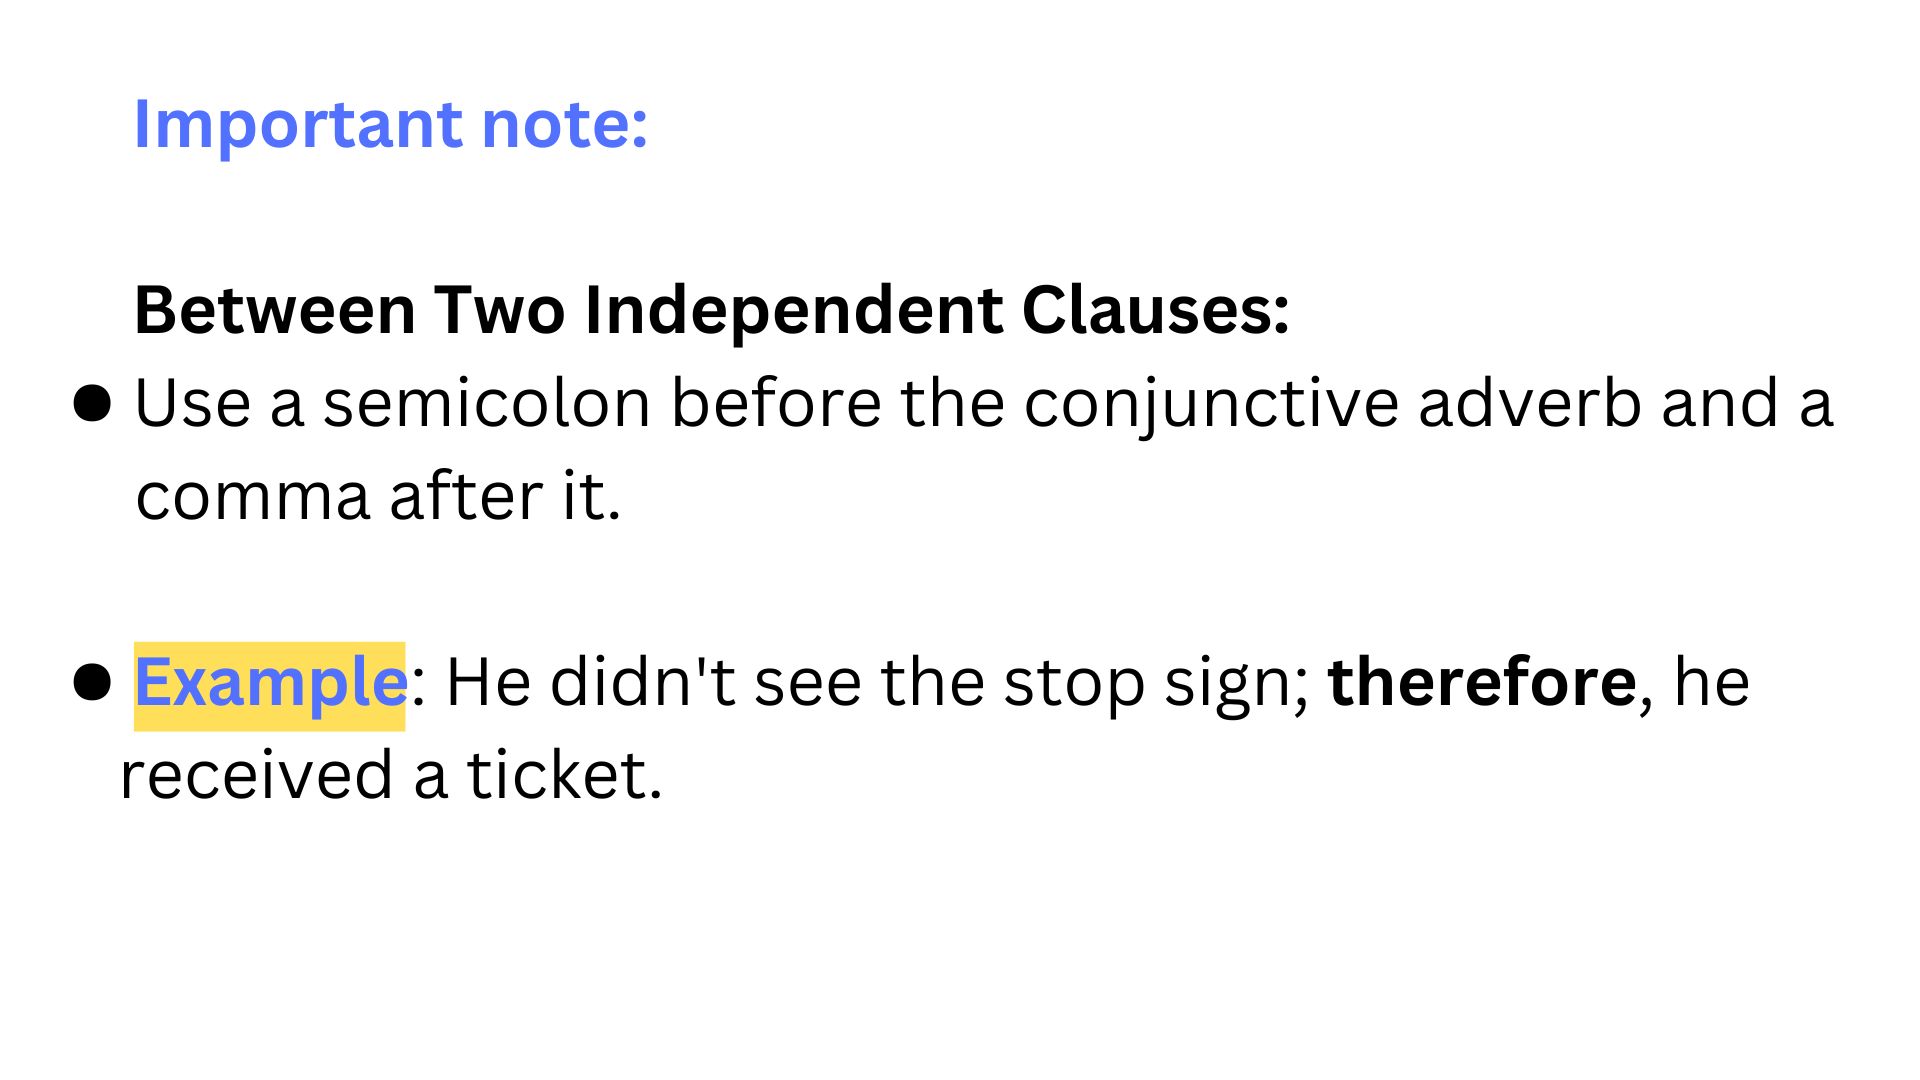 Important note:
Between Two Independent Clauses:
● Use a semicolon before the conjunctive adverb and a
comma after it.
● Example: He didn't see the stop sign; therefore, he
received a ticket.